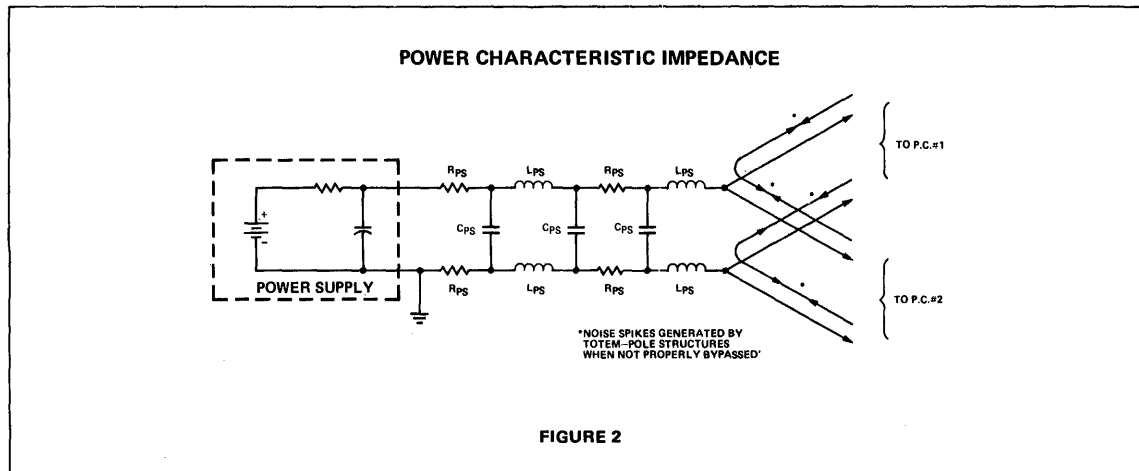 POWER CHARACTERISTIC IMPEDANCE
*
TO P.C.#1
RPS LPS RPS LPS
* *
+
CPS CPS CPS
-
POWER SUPPLY
RPS LPS RPS LPS
*
TO P.C.#2
*NOISE SPIKES GENERATED BY
TOTEM-POLE STRUCTURES
WHEN NOT PROPERLY BYPASSED'
FIGURE 2